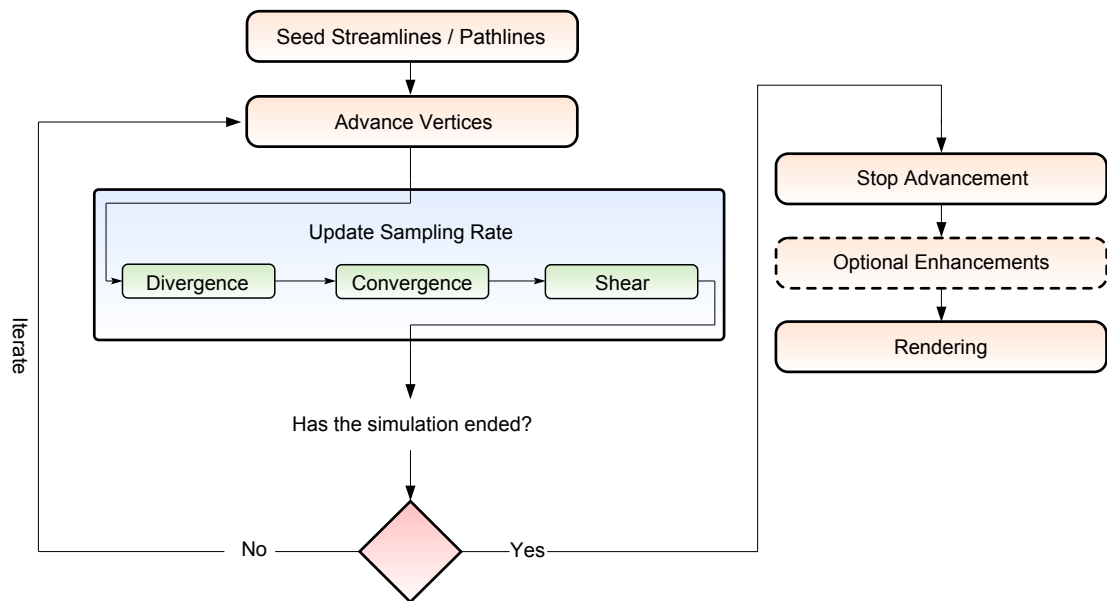 Seed Streamlines / Pathlines
Advance Vertices
Update Sampling Rate
Divergence
Convergence
Shear
Iterate
Has the simulation ended?
No
Yes
Stop Advancement
Optional Enhancements
Rendering